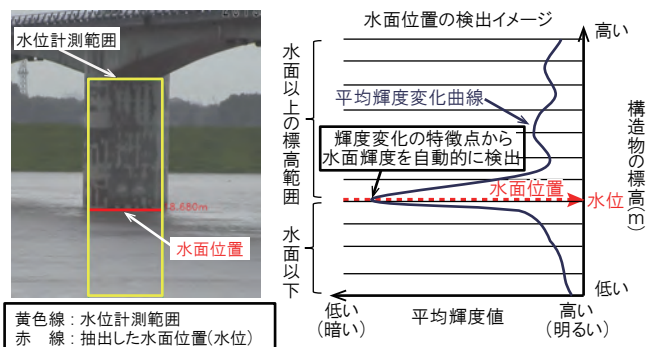 水位計測範囲
8.680m
水面位置
黄色線：水位計測範囲
赤　線：抽出した水面位置(水位)
水面位置の検出イメージ
高い
水面以上の標高範囲
平均輝度変化曲線
輝度変化の特徴点から
水面輝度を自動的に検出
水面位置
水位
構造物の標高(m)
水面以下
低い
低い
(暗い)
平均輝度値
高い
(明るい)